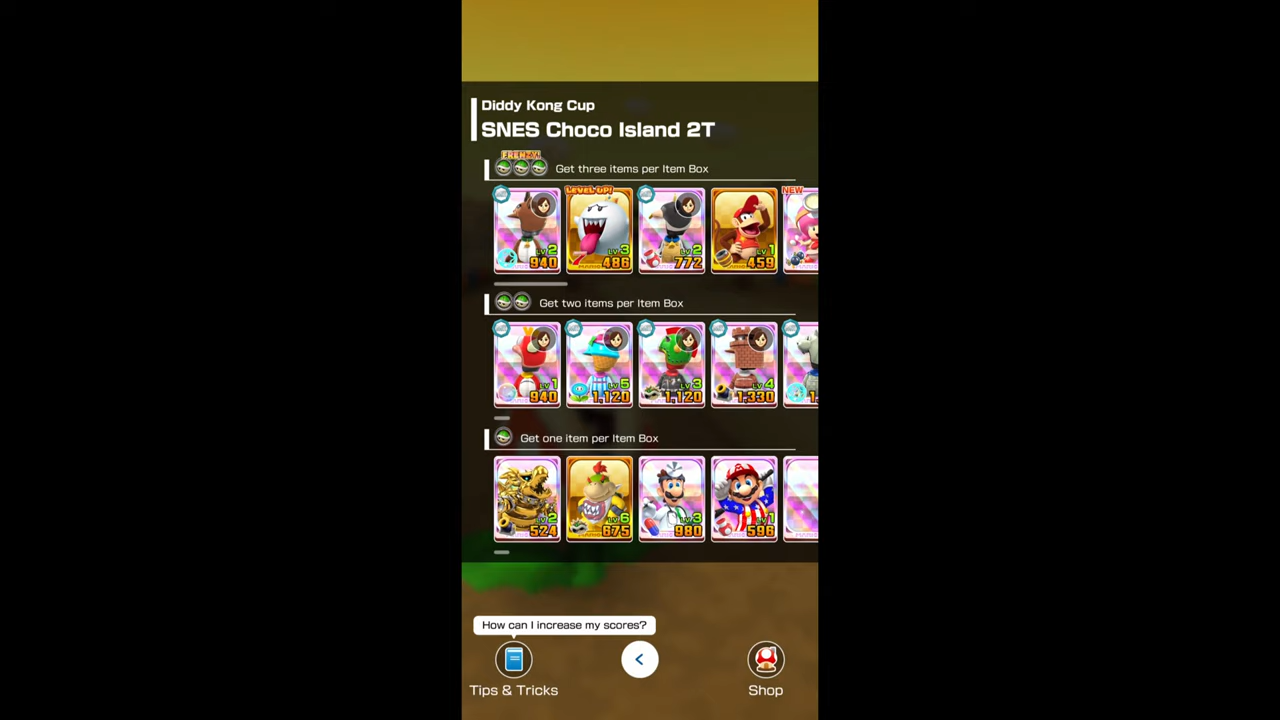 Diddy Kong Cup
SNES Choco Island 2T
FRENZY!
Get three items per Item Box
LEVEL UP!
NEW
LV 2
940
LV 3
486
LV 2
772
LV 1
459
Get two items per Item Box
LV 1
940
LV 5
1,120
LV 3
1,120
LV 4
1,330
Get one item per Item Box
LV 2
524
LV 6
675
LV 3
980
LV 1
596
How can I increase my scores?
Tips & Tricks
Shop